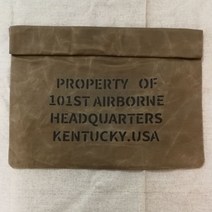 PROPERTY OF
101ST AIRBORNE
HEADQUARTERS
KENTUCKY.USA